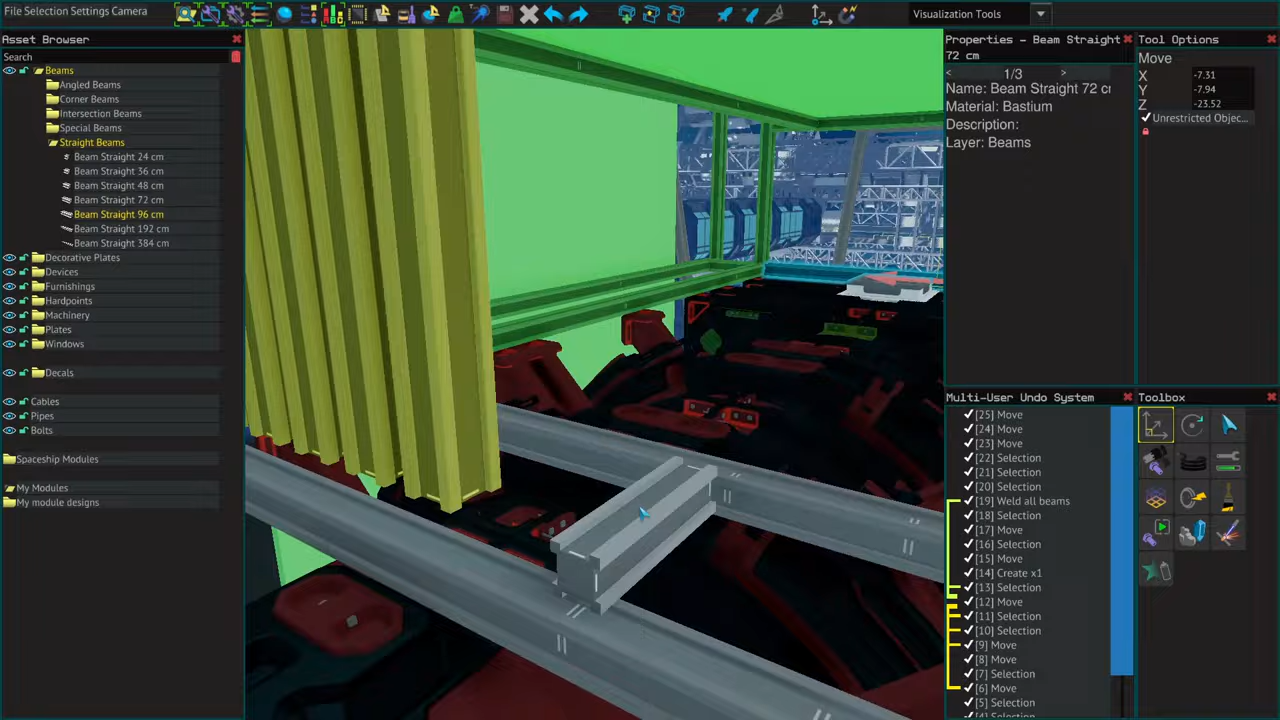 File Selection Settings Camera
Visualization Tools
Asset Browser
Search
Beams
Angled Beams
Corner Beams
Intersection Beams
Special Beams
Straight Beams
Beam Straight 24 cm
Beam Straight 36 cm
Beam Straight 48 cm
Beam Straight 72 cm
Beam Straight 96 cm
Beam Straight 192 cm
Beam Straight 384 cm
Decorative Plates
Devices
Furnishings
Hardpoints
Machinery
Plates
Windows
Decals
Cables
Pipes
Bolts
Spaceship Modules
My Modules
My module designs
Properties - Beam Straight
72 cm
< 1/3 >
Name: Beam Straight 72 cm
Material: Bastium
Description:
Layer: Beams
Tool Options
Move
X -7.31
Y -7.94
Z -23.52
Unrestricted Objec...
Multi-User Undo System
[25] Move
[24] Move
[23] Move
[22] Selection
[21] Selection
[20] Selection
[19] Weld all beams
[18] Selection
[17] Move
[16] Selection
[15] Move
[14] Create x1
[13] Selection
[12] Move
[11] Selection
[10] Selection
[9] Move
[8] Move
[7] Selection
[6] Move
[5] Selection
[4] Selection
Toolbox